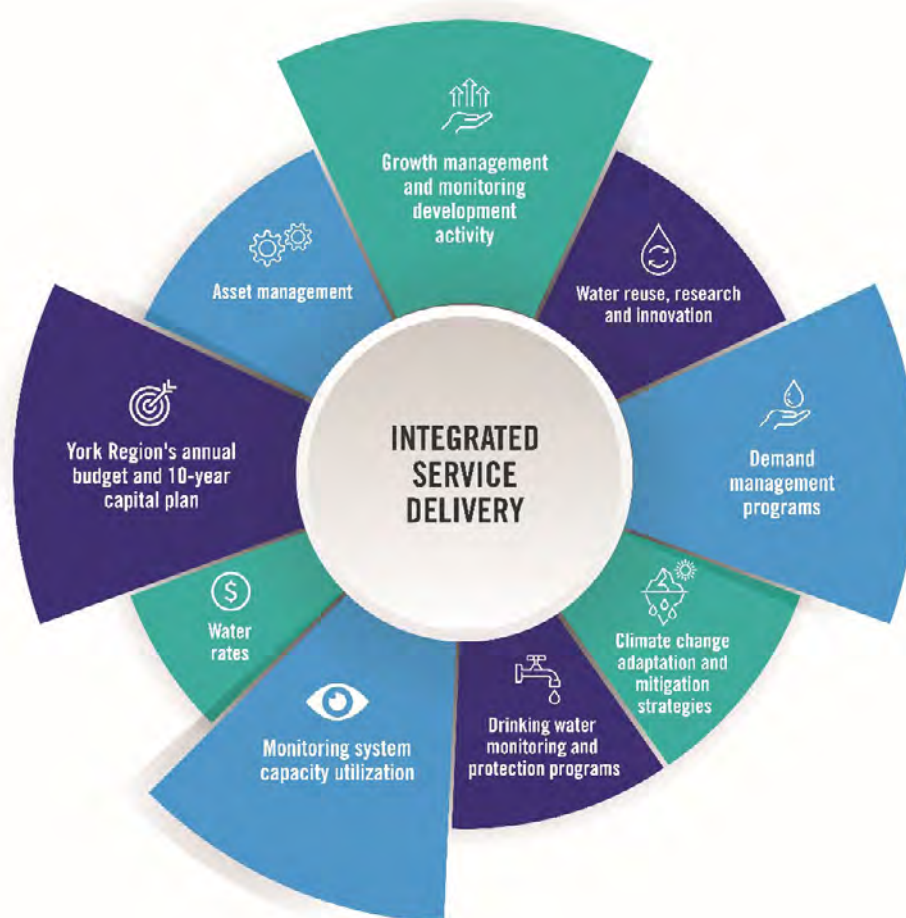 Growth management
and monitoring
development
activity
Water reuse, research
and innovation
Demand
management
programs
Climate change
adaptation and
mitigation
strategies
Drinking water
monitoring and
protection programs
Monitoring system
capacity utilization
$
Water
rates
York Region's annual
budget and 10-year
capital plan
Asset management
INTEGRATED
SERVICE
DELIVERY